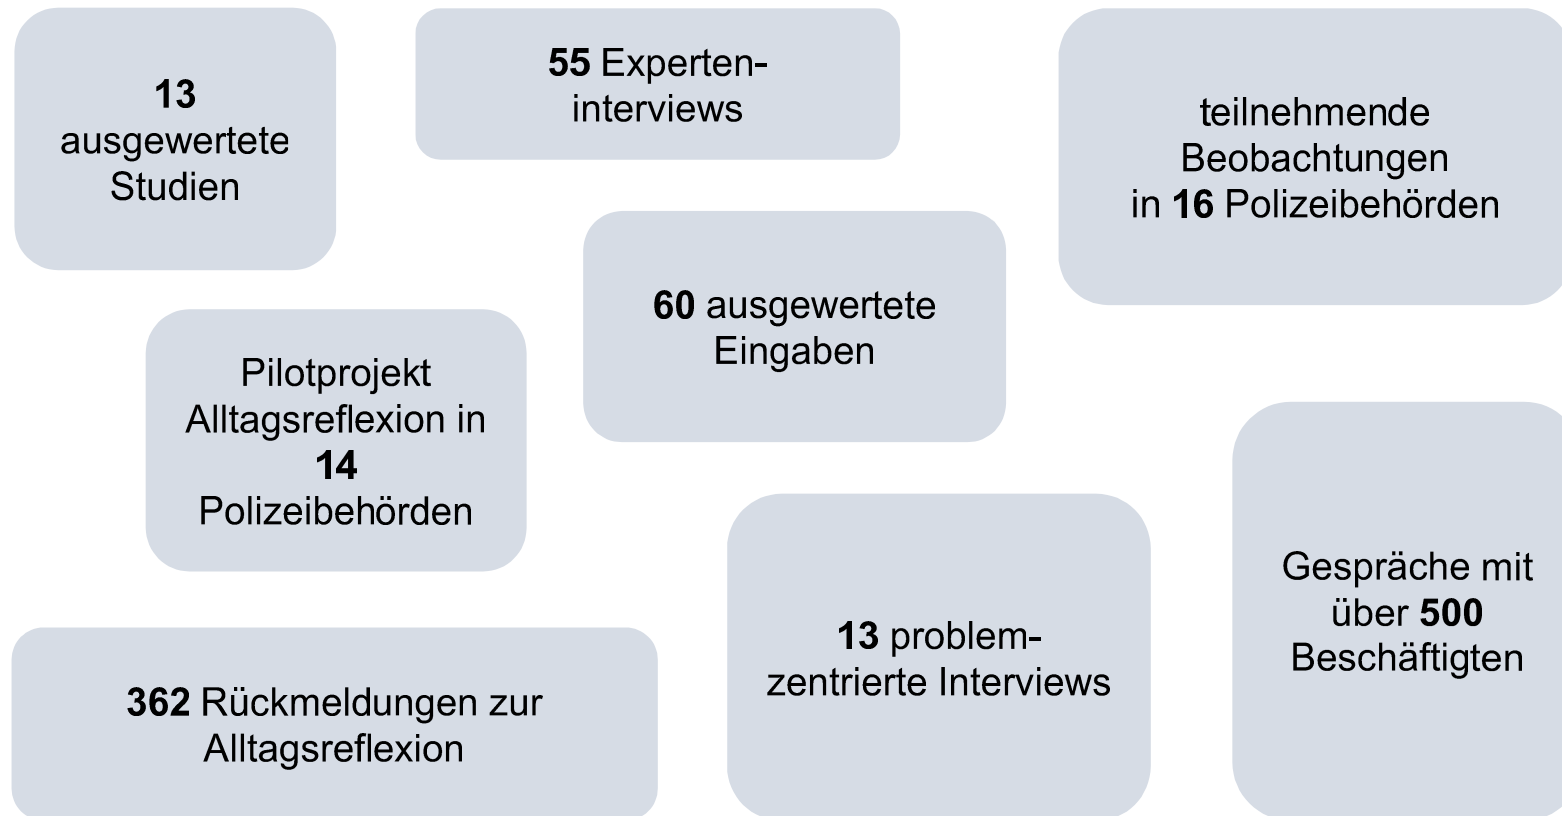 13
ausgewertete
Studien
55 Experten-
interviews
teilnehmende
Beobachtungen
in 16 Polizeibehörden
60 ausgewertete
Eingaben
Pilotprojekt
Alltagsreflexion in
14
Polizeibehörden
Gespräche mit
über 500
Beschäftigten
13 problem-
zentrierte Interviews
362 Rückmeldungen zur
Alltagsreflexion